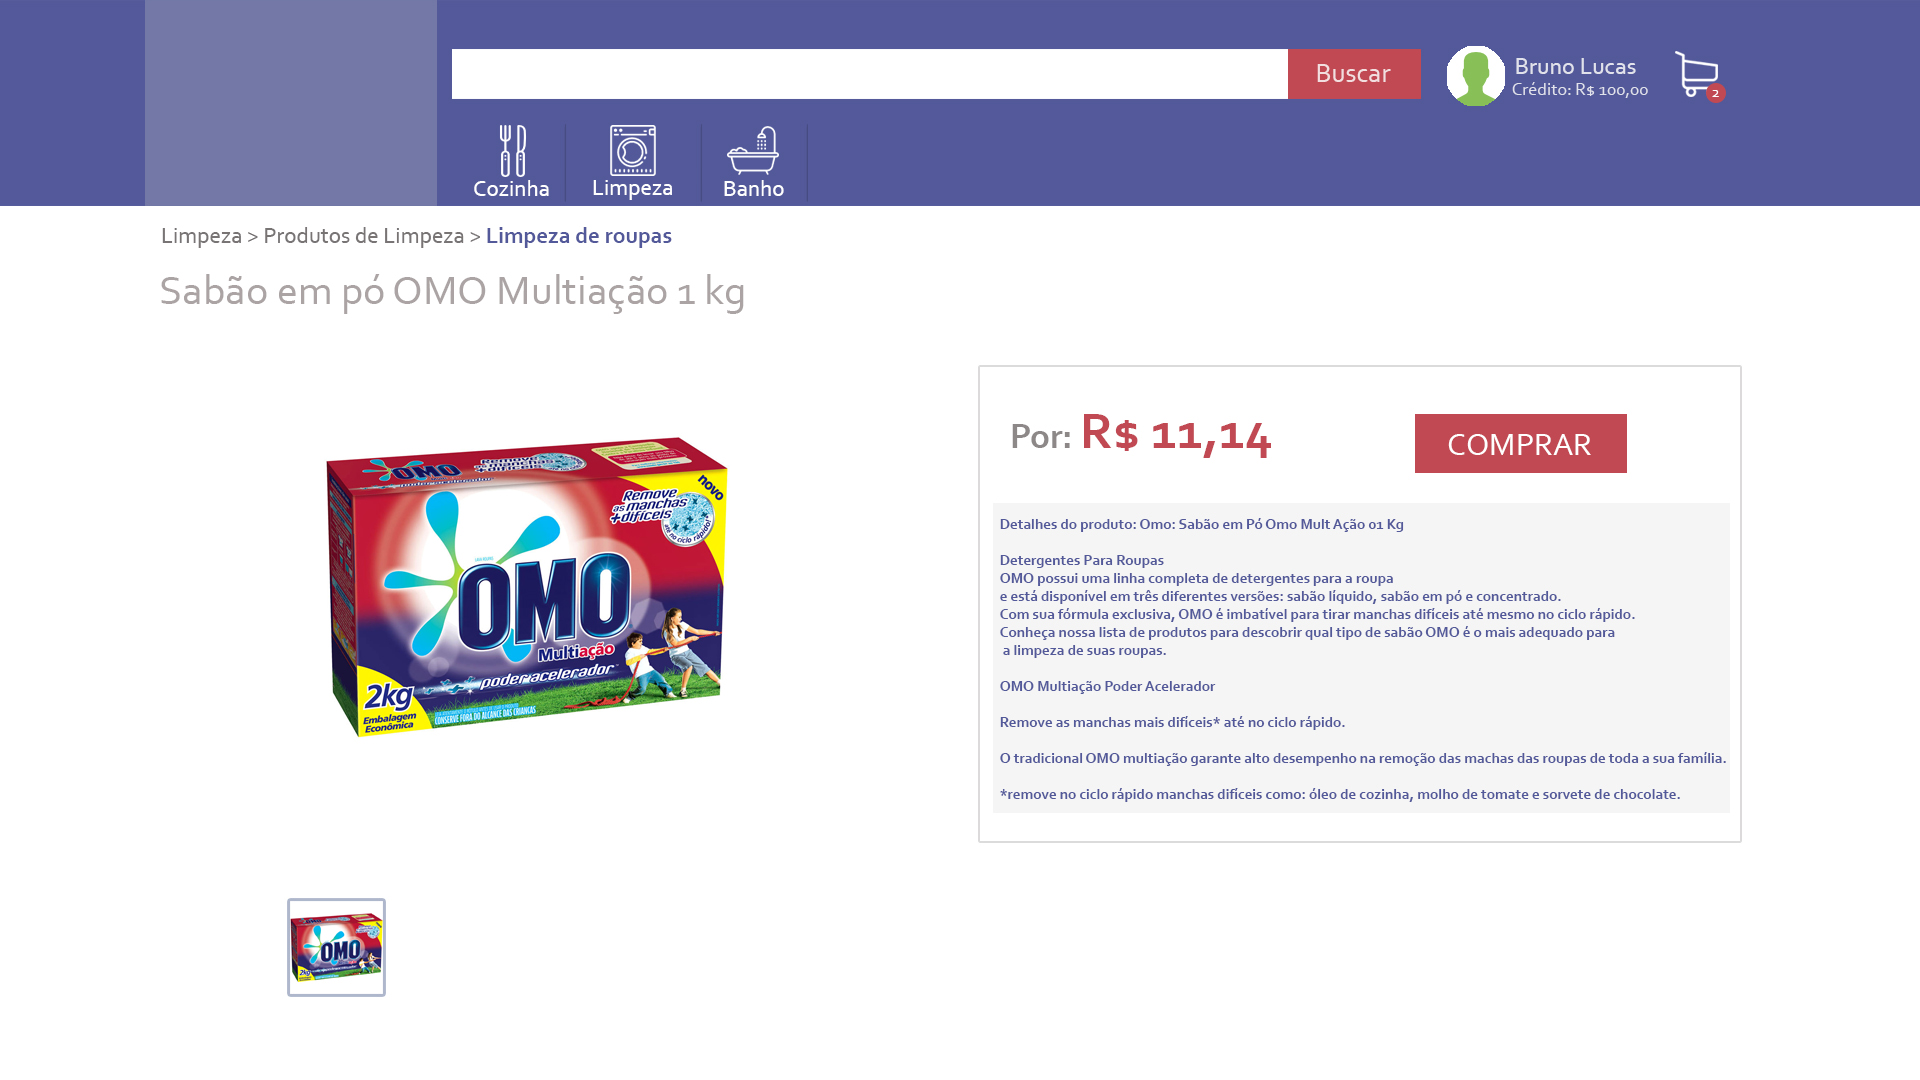 Buscar
Bruno Lucas
Crédito: R$ 100,00
2
Cozinha
Limpeza
Banho
Limpeza > Produtos de Limpeza > Limpeza de roupas
Sabão em pó OMO Multiação 1 kg
OMO
novo
Remove
as manchas
+difíceis
até no ciclo rápido!*
OMO
Multiação
poder acelerador
2kg
Embalagem
Econômica
CONSERVE FORA DO ALCANCE DAS CRIANÇAS
Por: R$ 11,14
COMPRAR
Detalhes do produto: Omo: Sabão em Pó Omo Mult Ação 01 Kg
Detergentes Para Roupas
OMO possui uma linha completa de detergentes para a roupa
e está disponível em três diferentes versões: sabão líquido, sabão em pó e concentrado.
Com sua fórmula exclusiva, OMO é imbatível para tirar manchas difíceis até mesmo no ciclo rápido.
Conheça nossa lista de produtos para descobrir qual tipo de sabão OMO é o mais adequado para
a limpeza de suas roupas.
OMO Multiação Poder Acelerador
Remove as manchas mais difíceis* até no ciclo rápido.
O tradicional OMO multiação garante alto desempenho na remoção das machas das roupas de toda a sua família.
*remove no ciclo rápido manchas difíceis como: óleo de cozinha, molho de tomate e sorvete de chocolate.
OMO
2kg